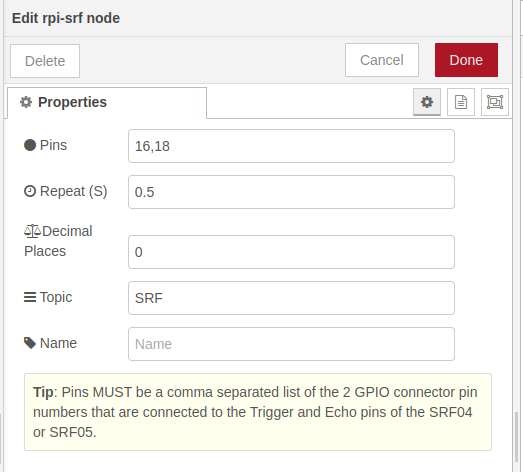 Edit rpi-srf node
Delete
Cancel
Done
Properties
Pins
16,18
Repeat (S)
0.5
Decimal
Places
0
Topic
SRF
Name
Name
Tip: Pins MUST be a comma separated list of the 2 GPIO connector pin
numbers that are connected to the Trigger and Echo pins of the SRF04
or SRF05.